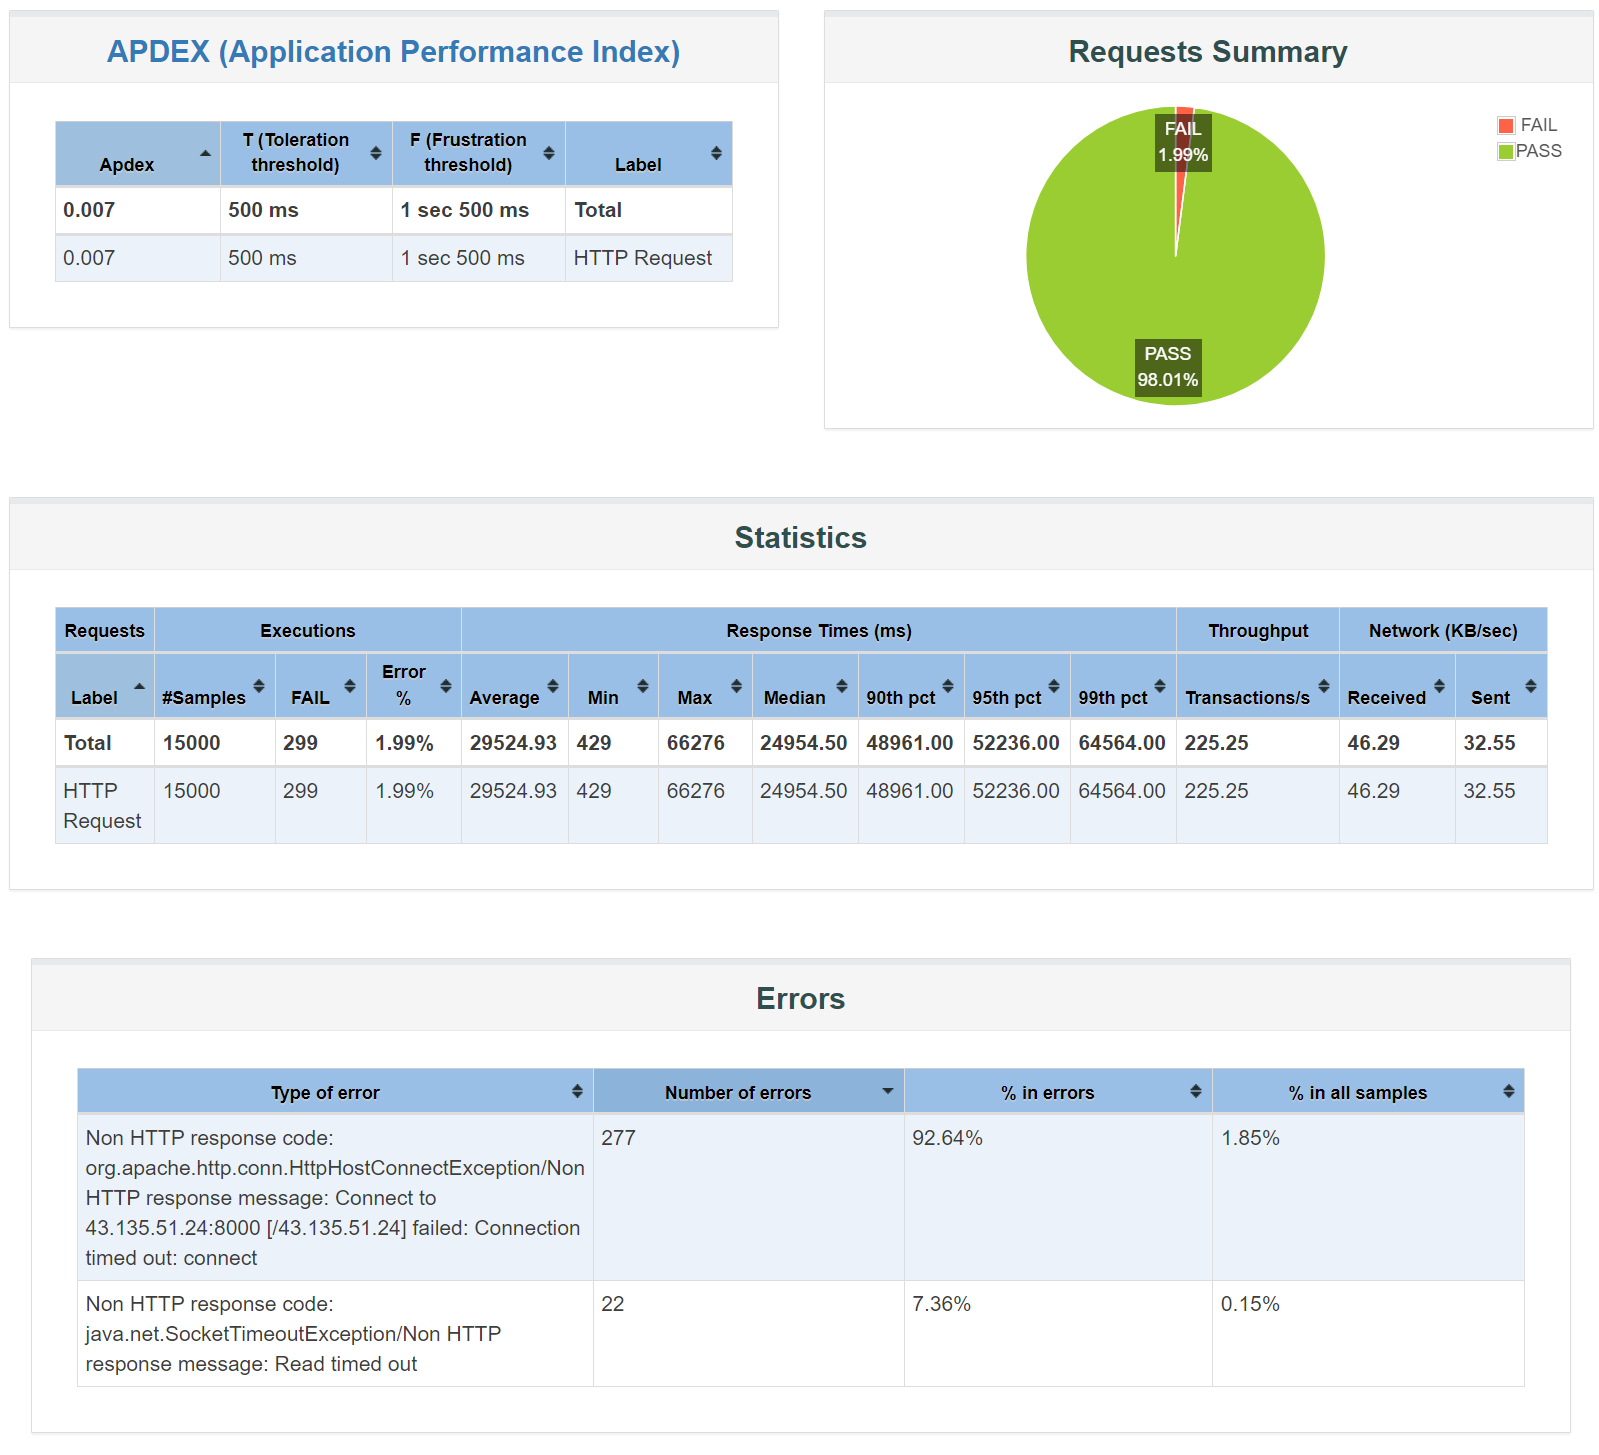 APDEX (Application Performance Index)
Apdex T (Toleration threshold) F (Frustration threshold) Label
0.007 500 ms 1 sec 500 ms Total
0.007 500 ms 1 sec 500 ms HTTP Request
Requests Summary
FAIL
1.99%
PASS
98.01%
FAIL
PASS
Statistics
Requests Executions Response Times (ms) Throughput Network (KB/sec)
Label #Samples FAIL Error % Average Min Max Median 90th pct 95th pct 99th pct Transactions/s Received Sent
Total 15000 299 1.99% 29524.93 429 66276 24954.50 48961.00 52236.00 64564.00 225.25 46.29 32.55
HTTP Request 15000 299 1.99% 29524.93 429 66276 24954.50 48961.00 52236.00 64564.00 225.25 46.29 32.55
Errors
Type of error Number of errors % in errors % in all samples
Non HTTP response code: 277 92.64% 1.85%
org.apache.http.conn.HttpHostConnectException/Non
HTTP response message: Connect to
43.135.51.24:8000 [/43.135.51.24] failed: Connection
timed out: connect
Non HTTP response code: 22 7.36% 0.15%
java.net.SocketTimeoutException/Non HTTP
response message: Read timed out